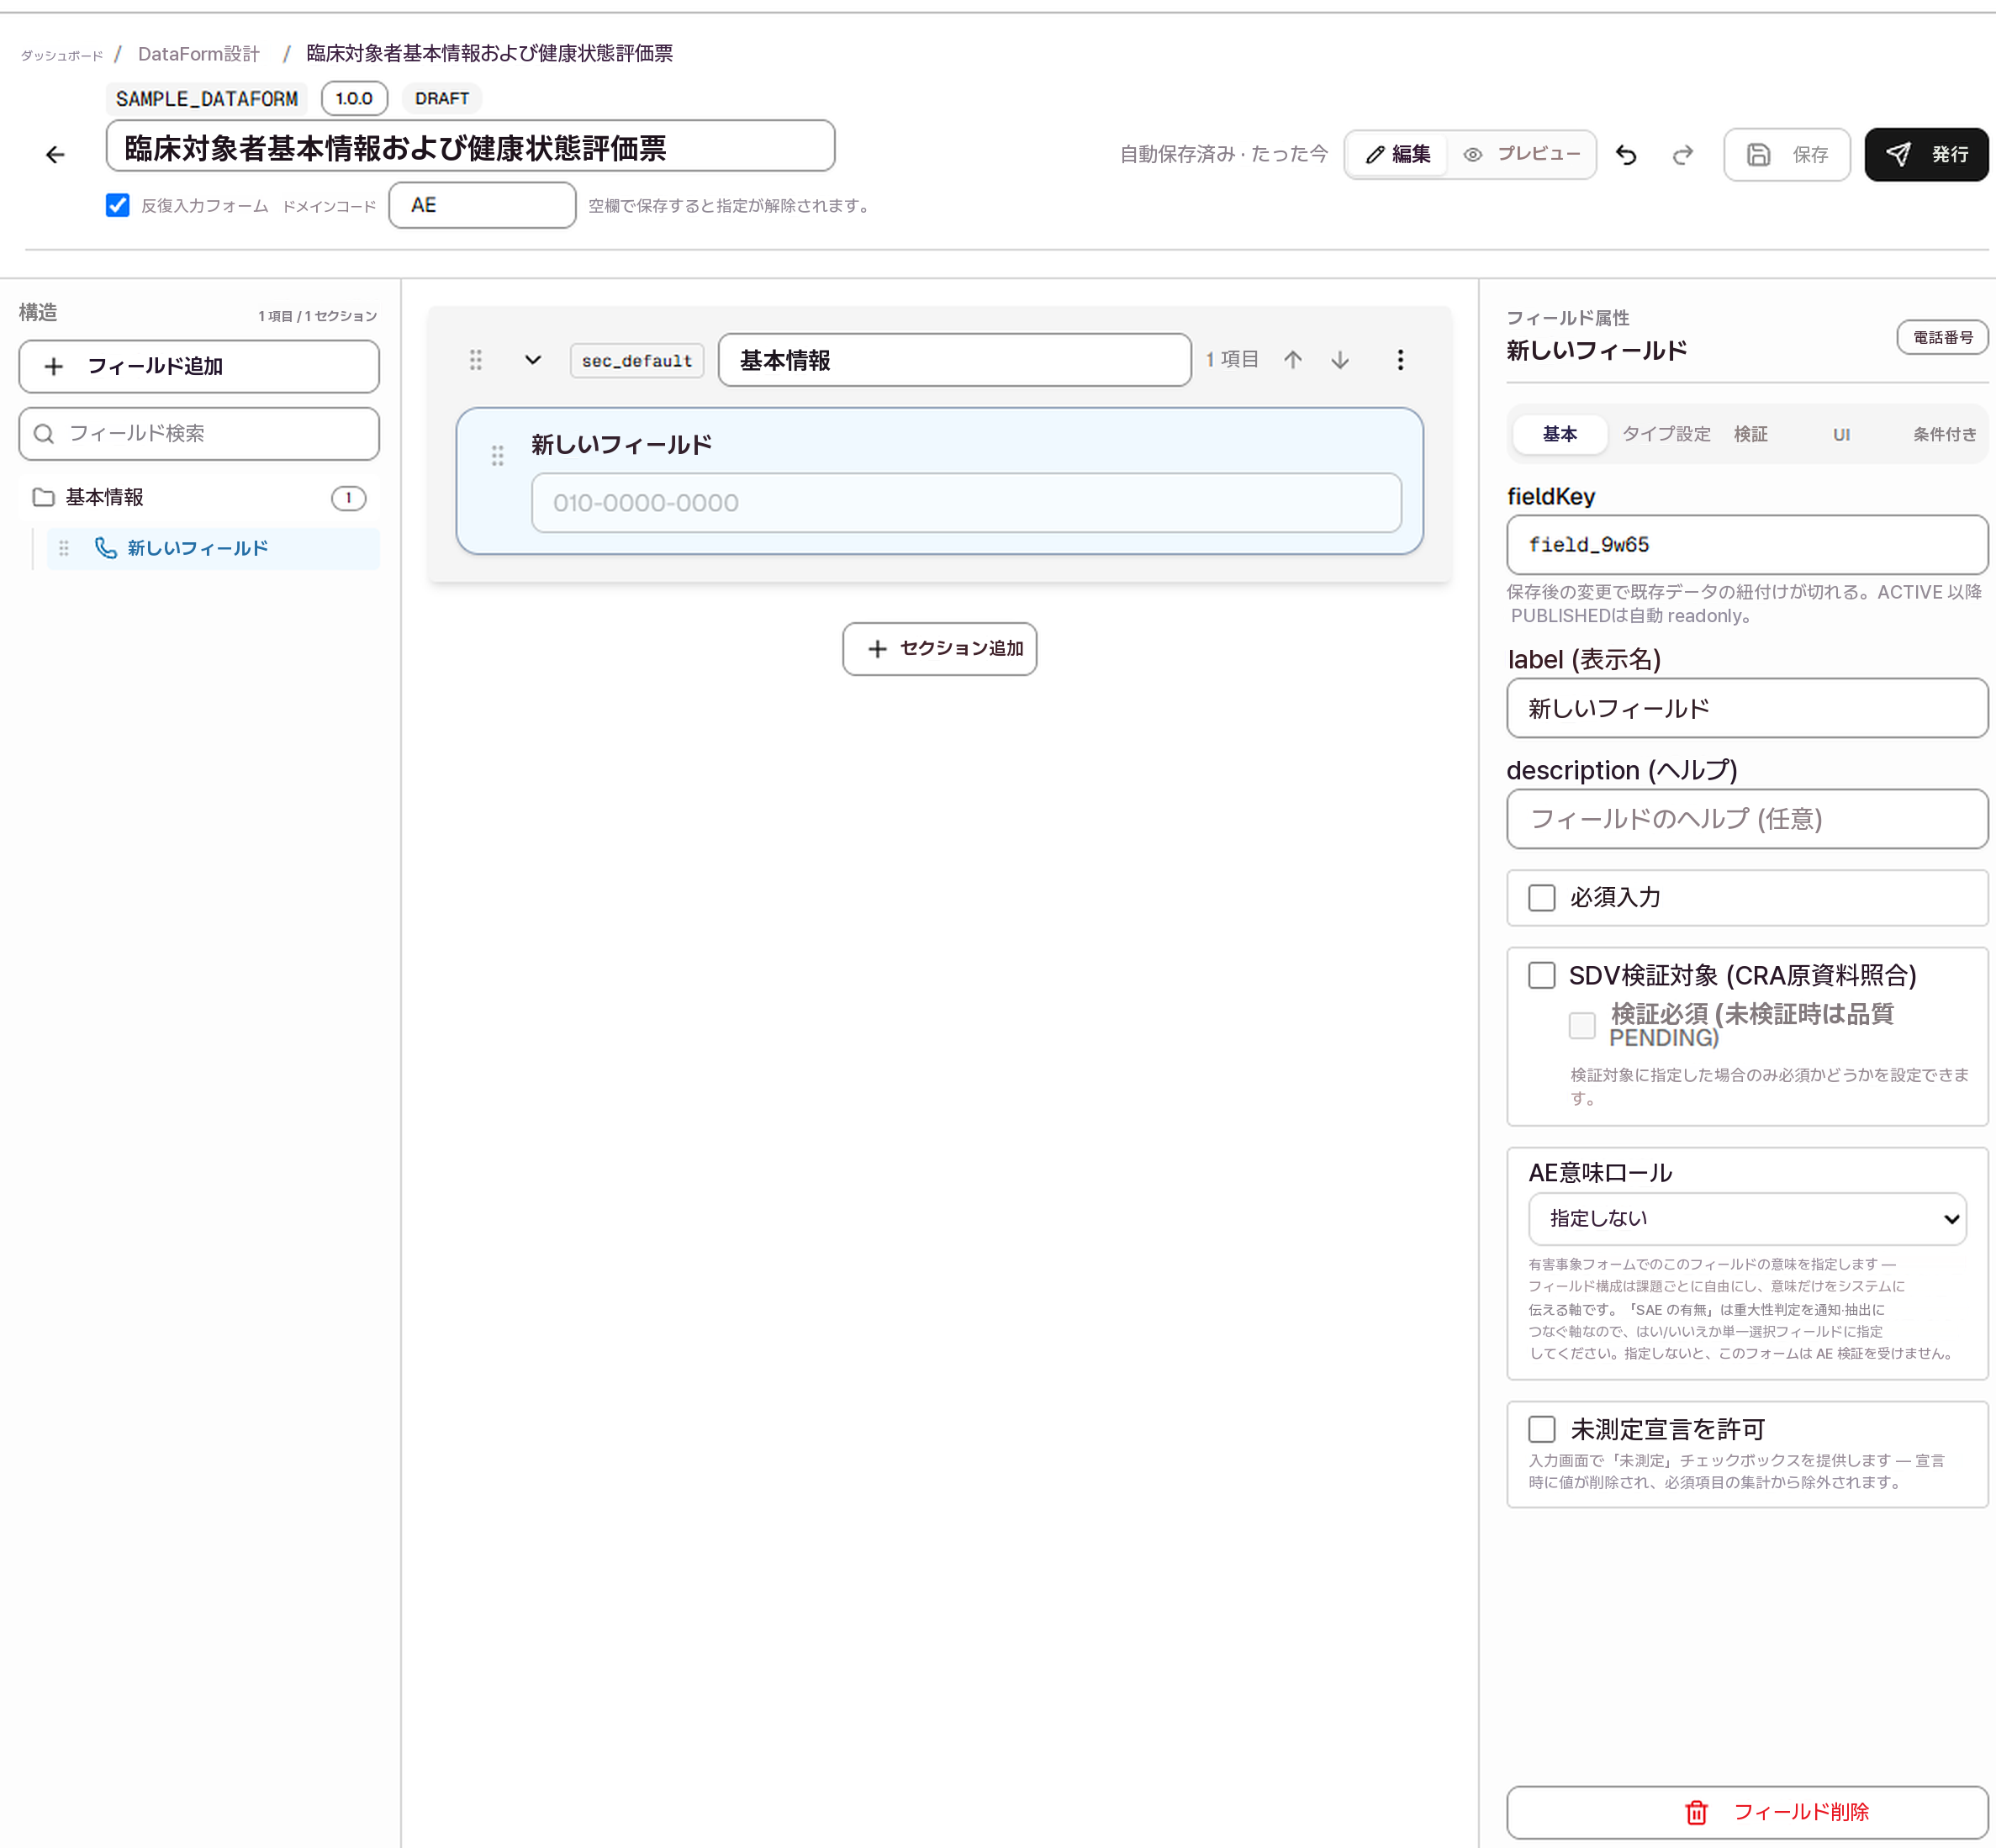 ダッシュボード / DataForm設計 / 臨床対象者基本情報および健康状態評価票
SAMPLE_DATAFORM 1.0.0 DRAFT
臨床対象者基本情報および健康状態評価票
自動保存済み · たった今 編集 プレビュー 保存 発行
反復入力フォーム ドメインコード AE 空欄で保存すると指定が解除されます。
構造 1 項目 / 1 セクション
フィールド追加
フィールド検索
基本情報 1
新しいフィールド
sec_default 基本情報 1 項目
新しいフィールド
010-0000-0000
セクション追加
フィールド属性
新しいフィールド 電話番号
基本 タイプ設定 検証 UI 条件付き
fieldKey
field_9w65
保存後の変更で既存データの紐付けが切れる。ACTIVE 以降
PUBLISHEDは自動 readonly。
label (表示名)
新しいフィールド
description (ヘルプ)
フィールドのヘルプ (任意)
必須入力
SDV検証対象 (CRA原資料照合)
検証必須 (未検証時は品質
PENDING)
検証対象に指定した場合のみ必須かどうかを設定できま
す。
AE意味ロール
指定しない
有害事象フォームでのこのフィールドの意味を指定します —
フィールド構成は課題ごとに自由にし、意味だけをシステムに
伝える軸です。「SAE の有無」は重大性判定を通知·抽出に
つなぐ軸なので、はい/いいえか単一選択フィールドに指定
してください。指定しないと、このフォームは AE 検証を受けません。
未測定宣言を許可
入力画面で「未測定」チェックボックスを提供します — 宣言
時に値が削除され、必須項目の集計から除外されます。
フィールド削除